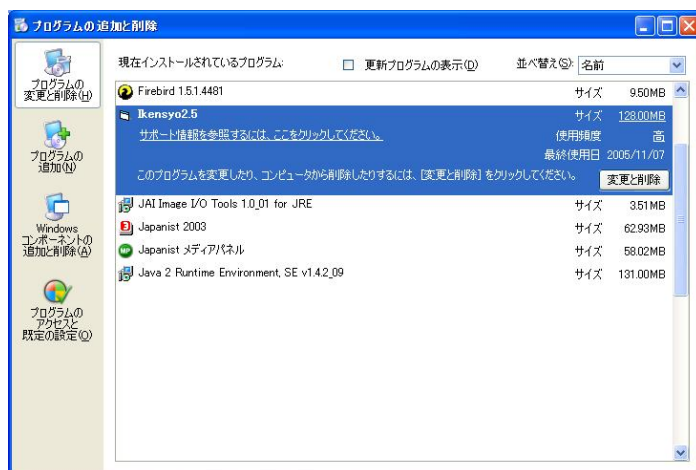 プログラムの追加と削除
プログラムの
変更と削除(H)
プログラムの
追加(N)
Windows
コンポーネントの
追加と削除(A)
プログラムの
アクセスと
既定の設定(O)
現在インストールされているプログラム:
更新プログラムの表示(D)
並べ替え(S): 名前
Firebird 1.5.1.4481 サイズ 9.50MB
Ikensyo2.5 サイズ 128.00MB
サポート情報を参照するには、ここをクリックしてください。 使用頻度 高
最終使用日 2005/11/07
このプログラムを変更したり、コンピュータから削除したりするには、[変更と削除] をクリックしてください。 変更と削除
JAI Image I/O Tools 1.0_01 for JRE サイズ 3.51MB
Japanist 2003 サイズ 62.93MB
Japanist メディアパネル サイズ 58.02MB
Java 2 Runtime Environment, SE v1.4.2_09 サイズ 131.00MB